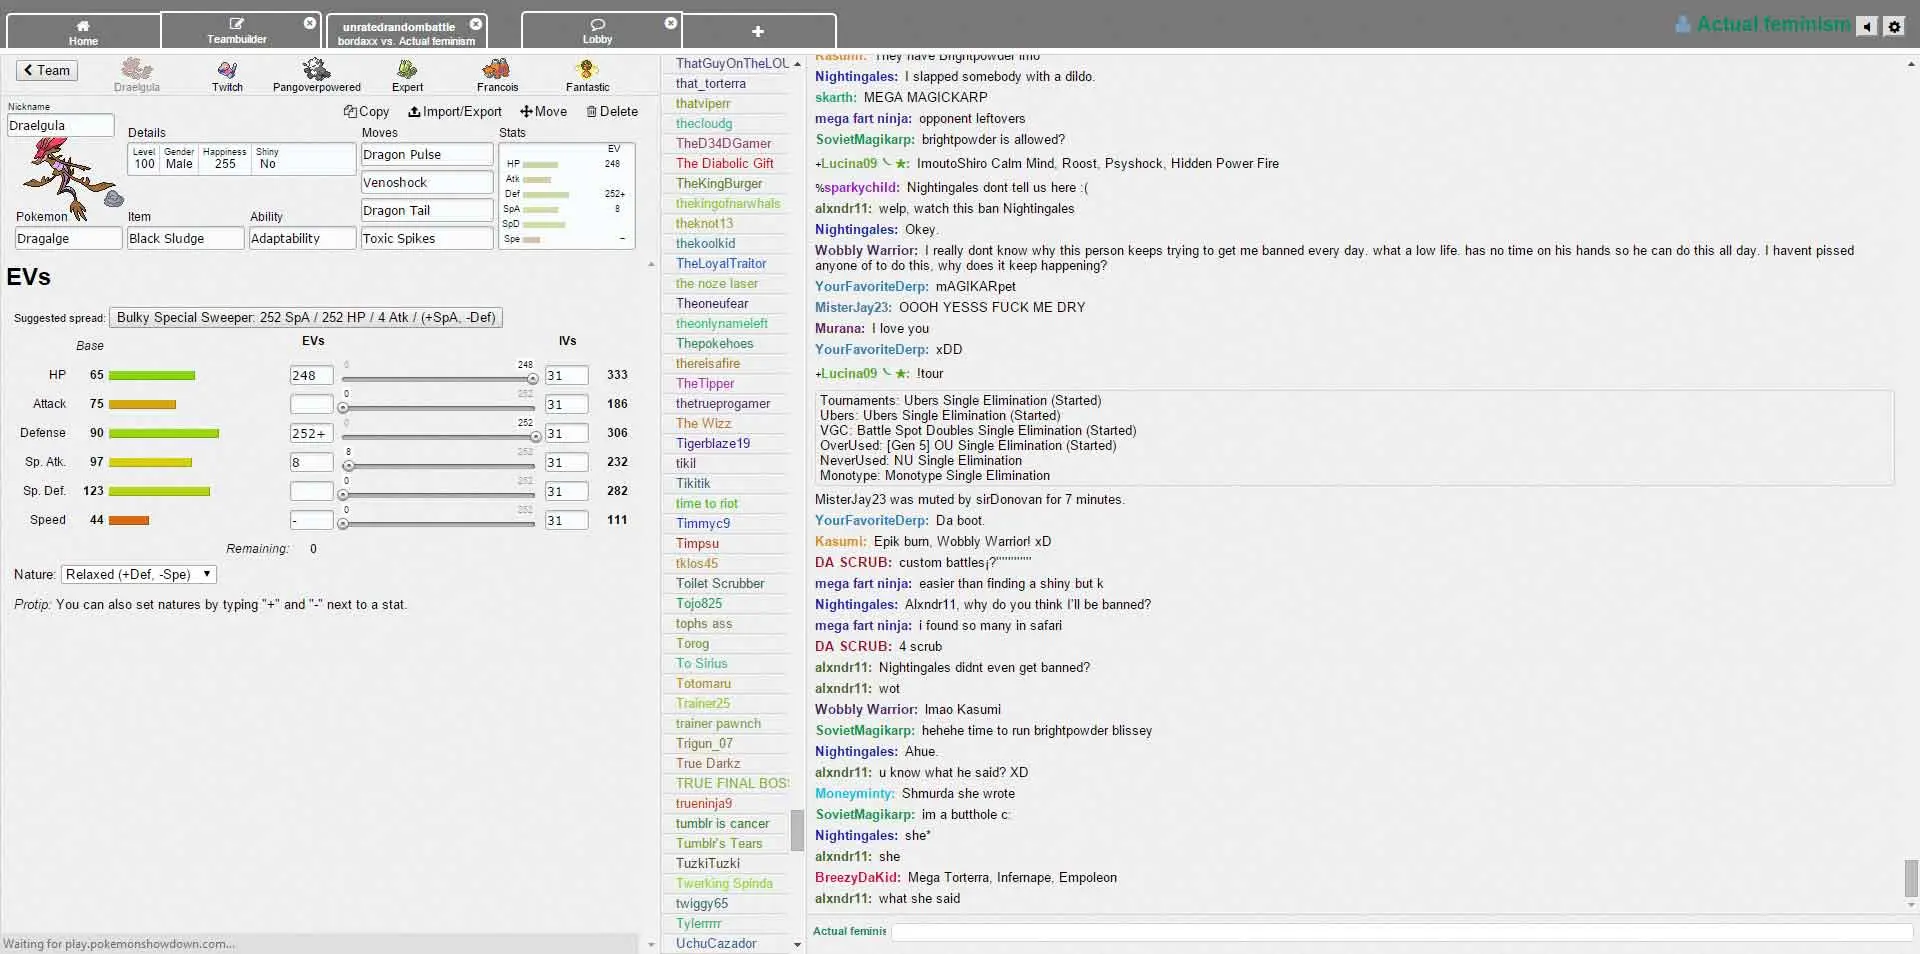 Home
Teambuilder
unratedrandombattle
bordaxx vs. Actual feminism
Lobby
Actual feminism
Team
Draelgula
Twitch
Pangoverpowered
Expert
Francois
Fantastic
Nickname
Draelgula
Copy
Import/Export
Move
Delete
Details
Level
100
Gender
Male
Happiness
255
Shiny
No
Moves
Dragon Pulse
Venoshock
Dragon Tail
Toxic Spikes
Stats
EV
HP 248
Atk
Def 252+
SpA 8
SpD
Spe –
Pokemon
Dragalge
Item
Black Sludge
Ability
Adaptability
EVs
Suggested spread: Bulky Special Sweeper: 252 SpA / 252 HP / 4 Atk / (+SpA, -Def)
Base EVs IVs
HP 65 248 0 248 31 333
Attack 75 0 252 31 186
Defense 90 252+ 0 252 31 306
Sp. Atk. 97 8 8 252 31 232
Sp. Def. 123 0 252 31 282
Speed 44 - 0 252 31 111
Remaining: 0
Nature: Relaxed (+Def, -Spe)
Protip: You can also set natures by typing "+" and "-" next to a stat.
Waiting for play.pokemonshowdown.com...
ThatGuyOnTheLOU
that_torterra
thatviperr
thecloudg
TheD34DGamer
The Diabolic Gift
TheKingBurger
thekingofnarwhals
theknot13
thekoolkid
TheLoyalTraitor
the noze laser
Theoneufear
theonlynameleft
Thepokehoes
thereisafire
TheTipper
thetrueprogamer
The Wizz
Tigerblaze19
tikil
Tikitik
time to riot
Timmyc9
Timpsu
tklos45
Toilet Scrubber
Tojo825
tophs ass
Torog
To Sirius
Totomaru
Trainer25
trainer pawnch
Trigun_07
True Darkz
TRUE FINAL BOSS
trueninja9
tumblr is cancer
Tumblr's Tears
TuzkiTuzki
Twerking Spinda
twiggy65
Tylerrrrr
UchuCazador
Kasumi: They have Brightpowder imo
Nightingales: I slapped somebody with a dildo.
skarth: MEGA MAGICKARP
mega fart ninja: opponent leftovers
SovietMagikarp: brightpowder is allowed?
+Lucina09 ㇏★: ImoutoShiro Calm Mind, Roost, Psyshock, Hidden Power Fire
%sparkychild: Nightingales dont tell us here :(
alxndr11: welp, watch this ban Nightingales
Nightingales: Okey.
Wobbly Warrior: I really dont know why this person keeps trying to get me banned every day. what a low life. has no time on his hands so he can do this all day. I havent pissed
anyone of to do this, why does it keep happening?
YourFavoriteDerp: mAGIKARpet
MisterJay23: OOOH YESSS FUCK ME DRY
Murana: I love you
YourFavoriteDerp: xDD
+Lucina09 ㇏★: !tour
Tournaments: Ubers Single Elimination (Started)
Ubers: Ubers Single Elimination (Started)
VGC: Battle Spot Doubles Single Elimination (Started)
OverUsed: [Gen 5] OU Single Elimination (Started)
NeverUsed: NU Single Elimination
Monotype: Monotype Single Elimination
MisterJay23 was muted by sirDonovan for 7 minutes.
YourFavoriteDerp: Da boot.
Kasumi: Epik burn, Wobbly Warrior! xD
DA SCRUB: custom battles¡?'''''''''''''''
mega fart ninja: easier than finding a shiny but k
Nightingales: Alxndr11, why do you think I'll be banned?
mega fart ninja: i found so many in safari
DA SCRUB: 4 scrub
alxndr11: Nightingales didnt even get banned?
alxndr11: wot
Wobbly Warrior: lmao Kasumi
SovietMagikarp: hehehe time to run brightpowder blissey
Nightingales: Ahue.
alxndr11: u know what he said? XD
Moneyminty: Shmurda she wrote
SovietMagikarp: im a butthole c:
Nightingales: she*
alxndr11: she
BreezyDaKid: Mega Torterra, Infernape, Empoleon
alxndr11: what she said
Actual feminis